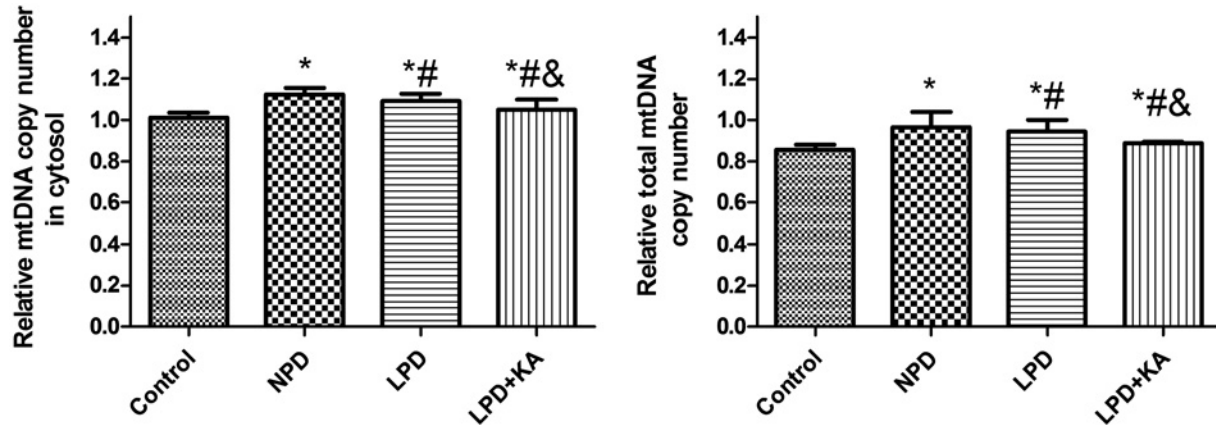 Relative mtDNA copy number
in cytosol
1.4
1.2
1.0
0.8
0.6
0.4
0.2
0.0
*
*#
*#&
Control
NPD
LPD
LPD+KA
Relative total mtDNA
copy number
1.4
1.2
1.0
0.8
0.6
0.4
0.2
0.0
*
*#
*#&
Control
NPD
LPD
LPD+KA